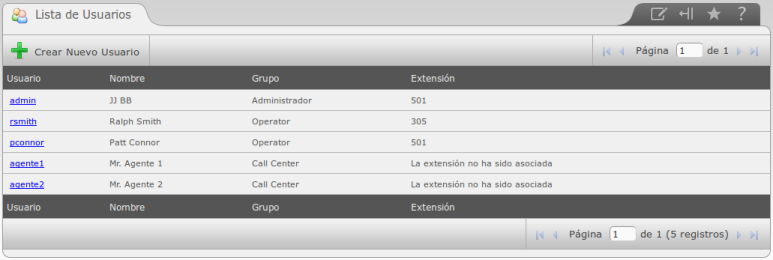 Lista de Usuarios ?
Crear Nuevo Usuario Página 1 de 1
Usuario Nombre Grupo Extensión
admin JJ BB Administrador 501
rsmith Ralph Smith Operator 305
pconnor Patt Connor Operator 501
agente1 Mr. Agente 1 Call Center La extensión no ha sido asociada
agente2 Mr. Agente 2 Call Center La extensión no ha sido asociada
Usuario Nombre Grupo Extensión
Página 1 de 1 (5 registros)